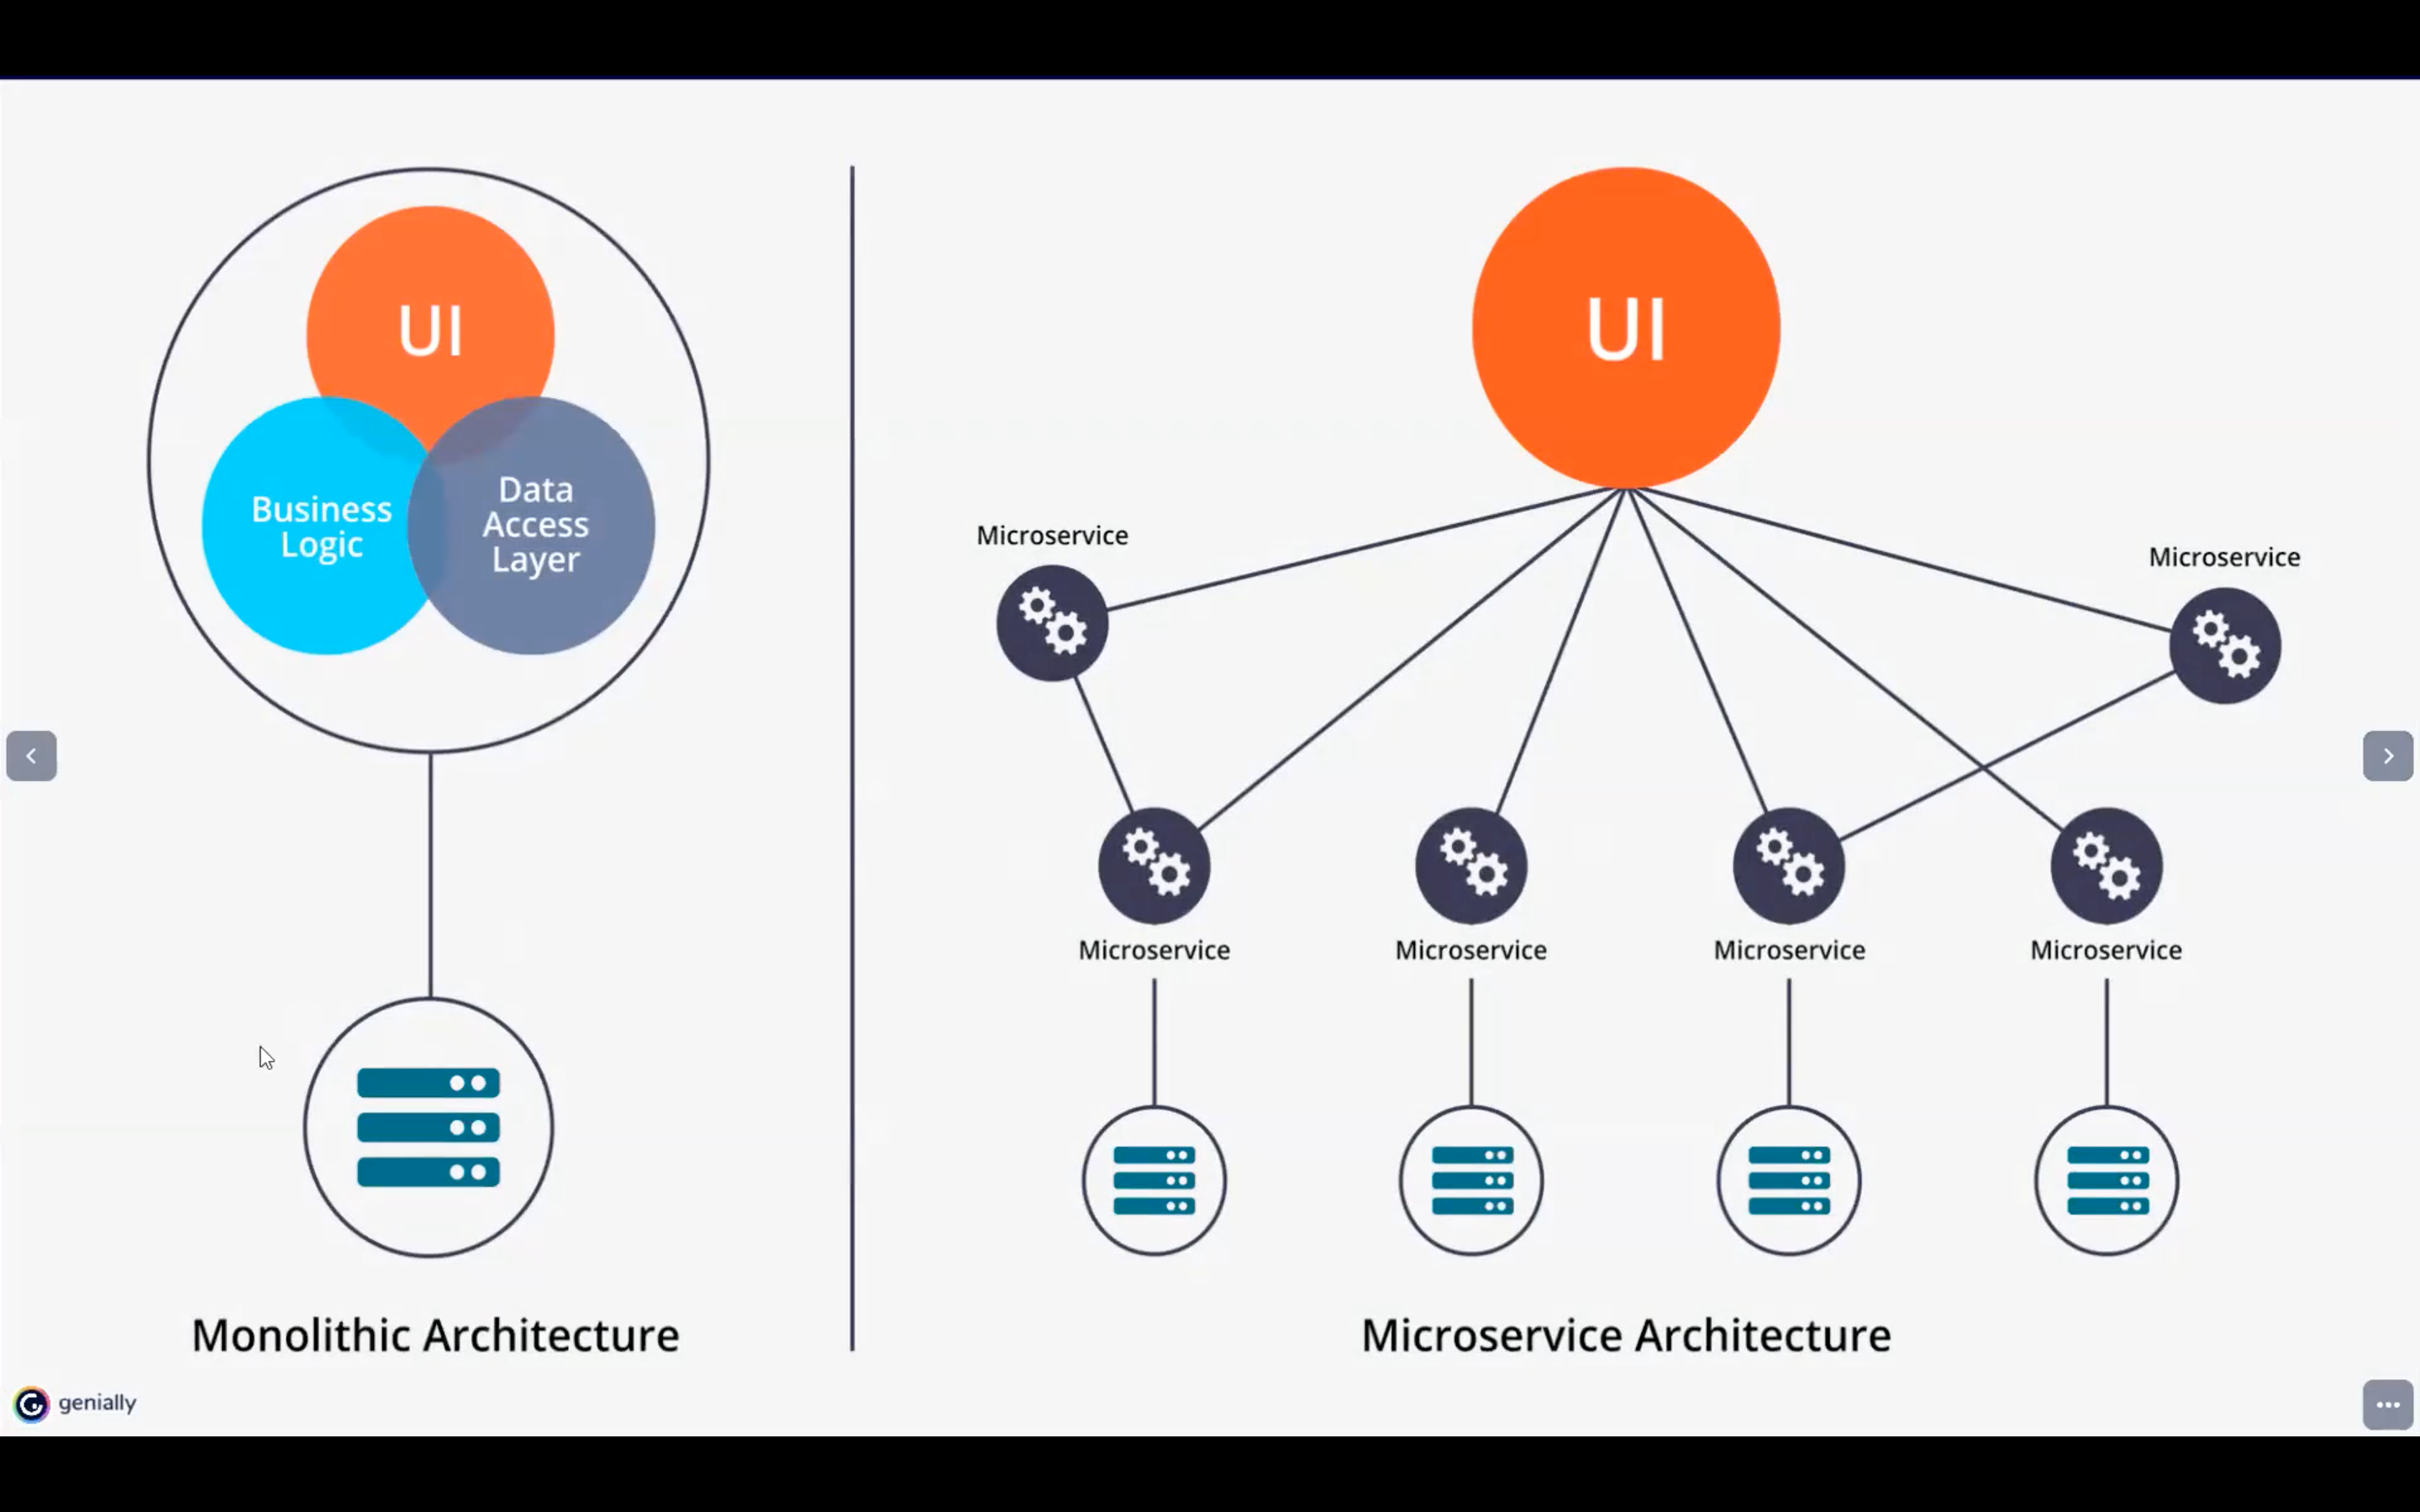 UI
Business
Logic
Data
Access
Layer
Monolithic Architecture
UI
Microservice
Microservice
Microservice
Microservice
Microservice
Microservice
Microservice Architecture
genially